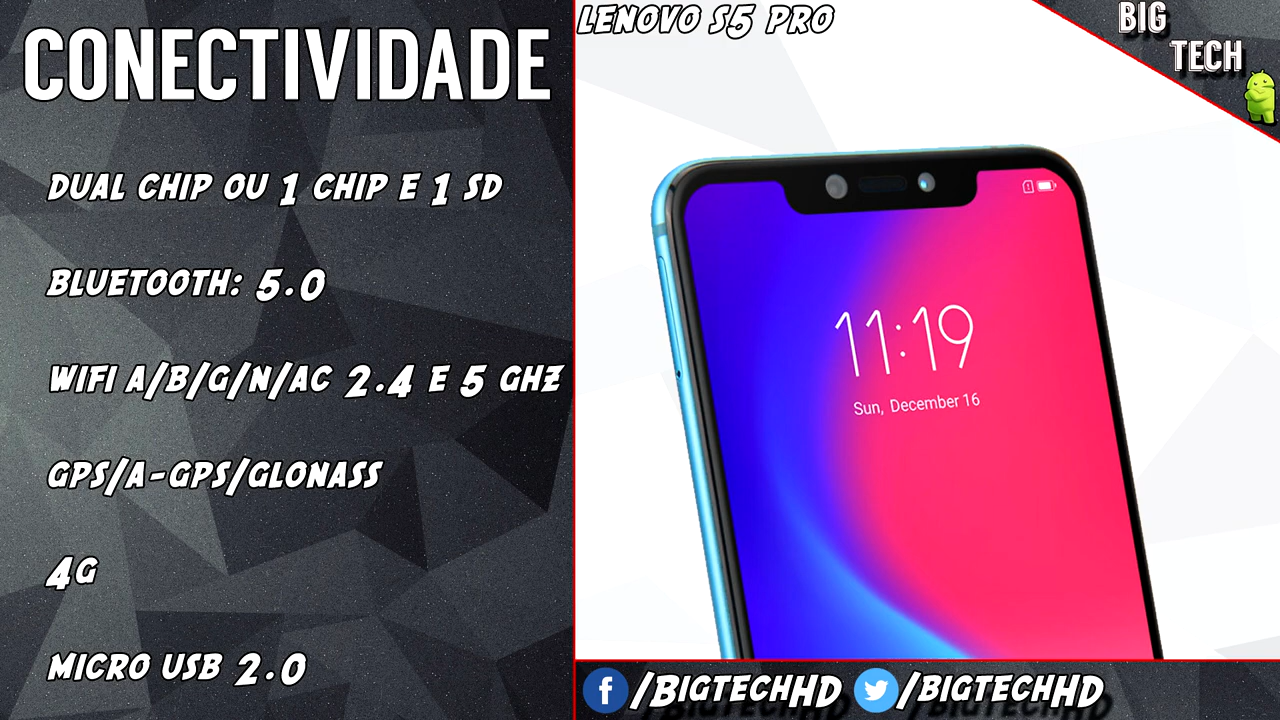 CONECTIVIDADE
DUAL CHIP OU 1 CHIP E 1 SD
BLUETOOTH: 5.0
WIFI A/B/G/N/AC 2.4 E 5 GHZ
GPS/A-GPS/GLONASS
4G
MICRO USB 2.0
LENOVO S5 PRO
BIG
TECH
11:19
Sun, December 16
/BIGTECHHD /BIGTECHHD